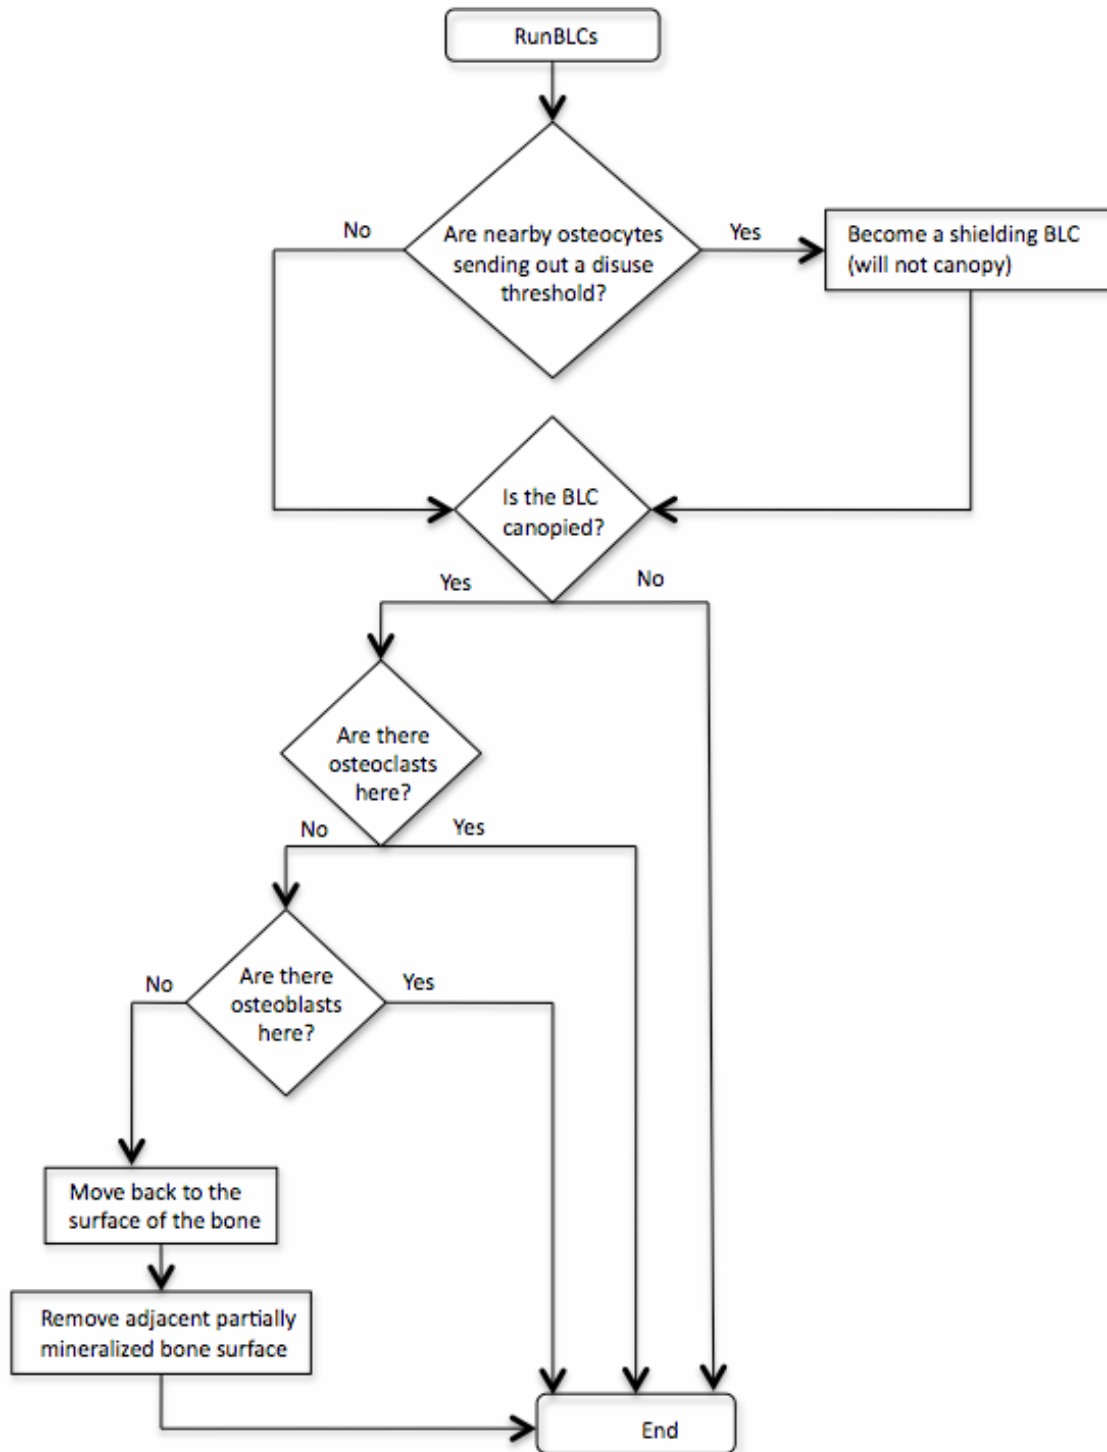 RunBLCs
No
Are nearby osteocytes
sending out a disuse
threshold?
Yes
Become a shielding BLC
(will not canopy)
Is the BLC
canopied?
Yes
No
Are there
osteoclasts
here?
No
Yes
No
Are there
osteoblasts
here?
Yes
Move back to the
surface of the bone
Remove adjacent partially
mineralized bone surface
End